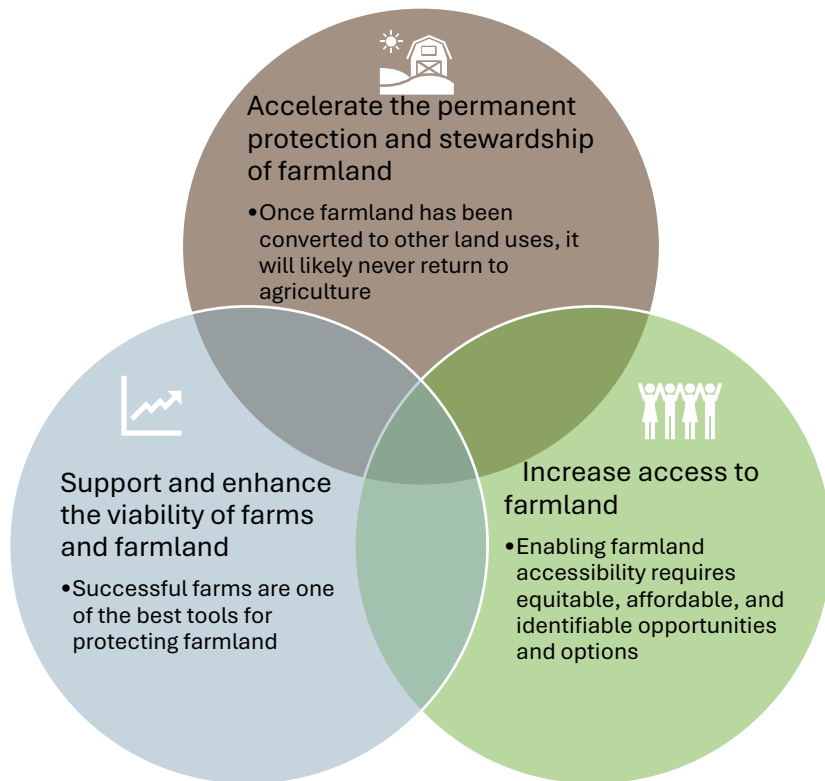 Accelerate the permanent
protection and stewardship
of farmland
•Once farmland has been
converted to other land uses, it
will likely never return to
agriculture
Support and enhance
the viability of farms
and farmland
•Successful farms are one
of the best tools for
protecting farmland
Increase access to
farmland
•Enabling farmland
accessibility requires
equitable, affordable, and
identifiable opportunities
and options